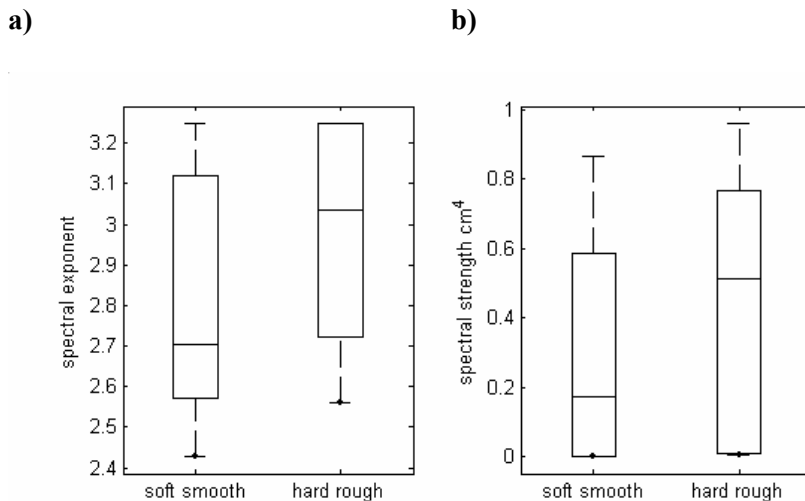 a)
b)
spectral exponent
3.2
3.1
3
2.9
2.8
2.7
2.6
2.5
2.4
soft smooth
hard rough
spectral strength cm4
1
0.8
0.6
0.4
0.2
0
soft smooth
hard rough